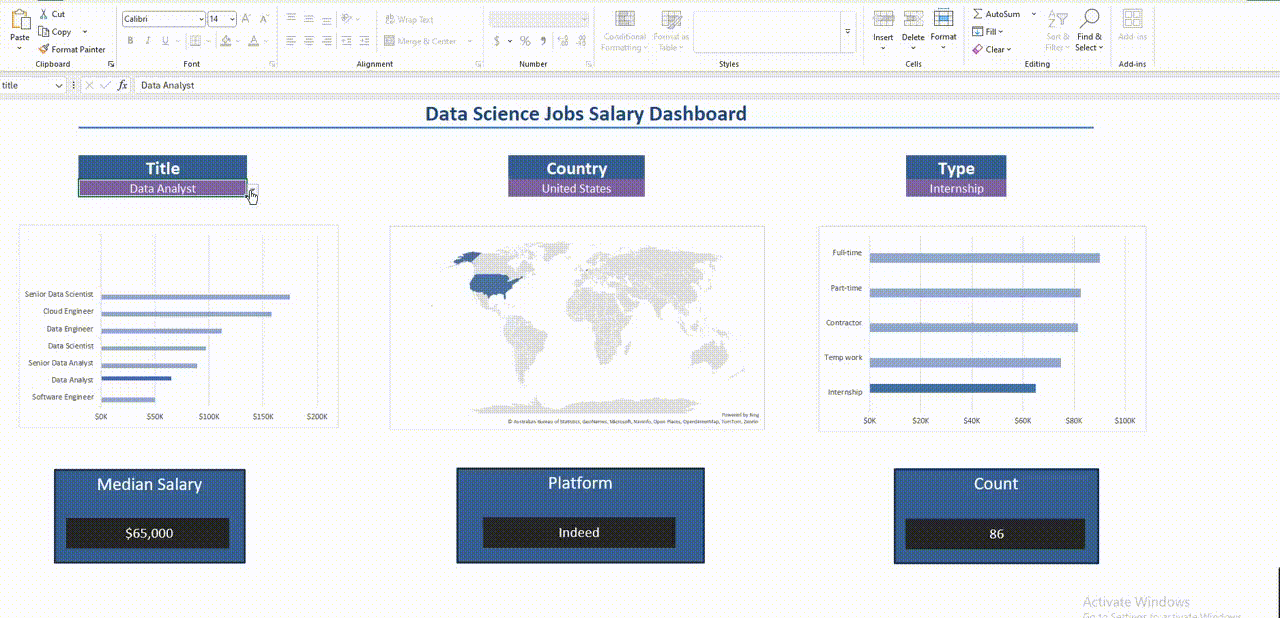 Cut
Calibri 14 A A
Wrap Text
AutoSum
Paste
Copy
Format Painter
B I U
Merge & Center
$ % ,
Conditional Formatting
Format as Table
Insert Delete Format
Fill
Clear
Sort & Filter
Find & Select
Add-ins
Clipboard Font Alignment Number Styles Cells Editing Add-ins
title fx Data Analyst
Data Science Jobs Salary Dashboard
Title
Data Analyst
Country
United States
Type
Internship
Senior Data Scientist
Cloud Engineer
Data Engineer
Data Scientist
Senior Data Analyst
Data Analyst
Software Engineer
$0K $50K $100K $150K $200K
Powered by Bing
© Australian Bureau of Statistics, GeoNames, Microsoft, Navinfo, Open Places, OpenStreetMap, TomTom, Zenrin
Full-time
Part-time
Contractor
Temp work
Internship
$0K $20K $40K $60K $80K $100K
Median Salary
$65,000
Platform
Indeed
Count
86
Activate Windows
Go to Settings to activate Windows.